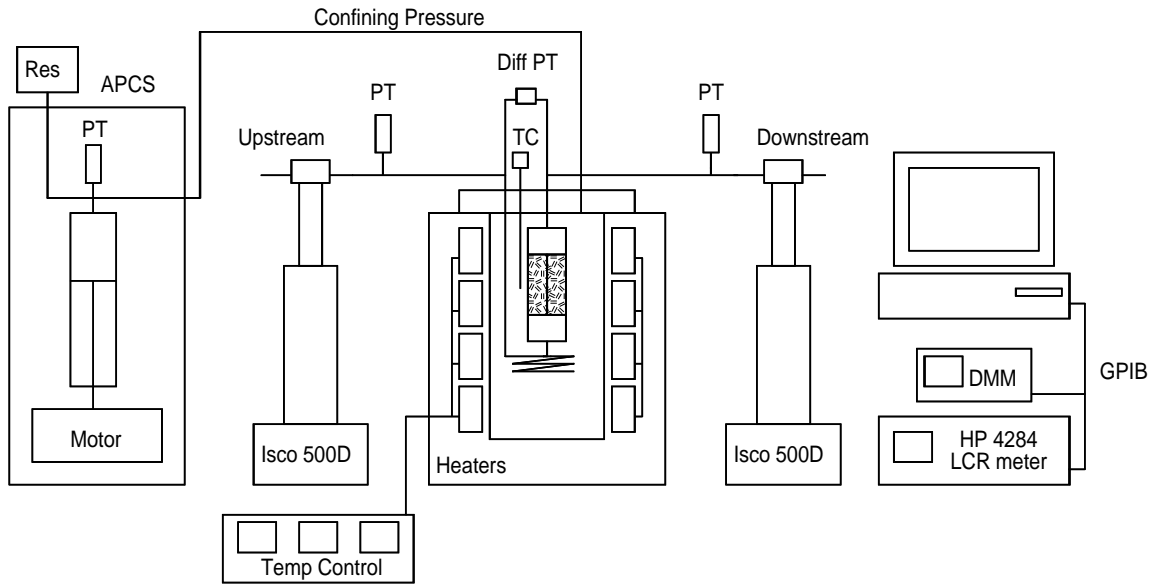 Confining Pressure
Res
APCS
Diff PT
PT
PT
PT
TC
Upstream
Downstream
DMM
GPIB
Motor
Isco 500D
Heaters
Isco 500D
HP 4284
LCR meter
Temp Control